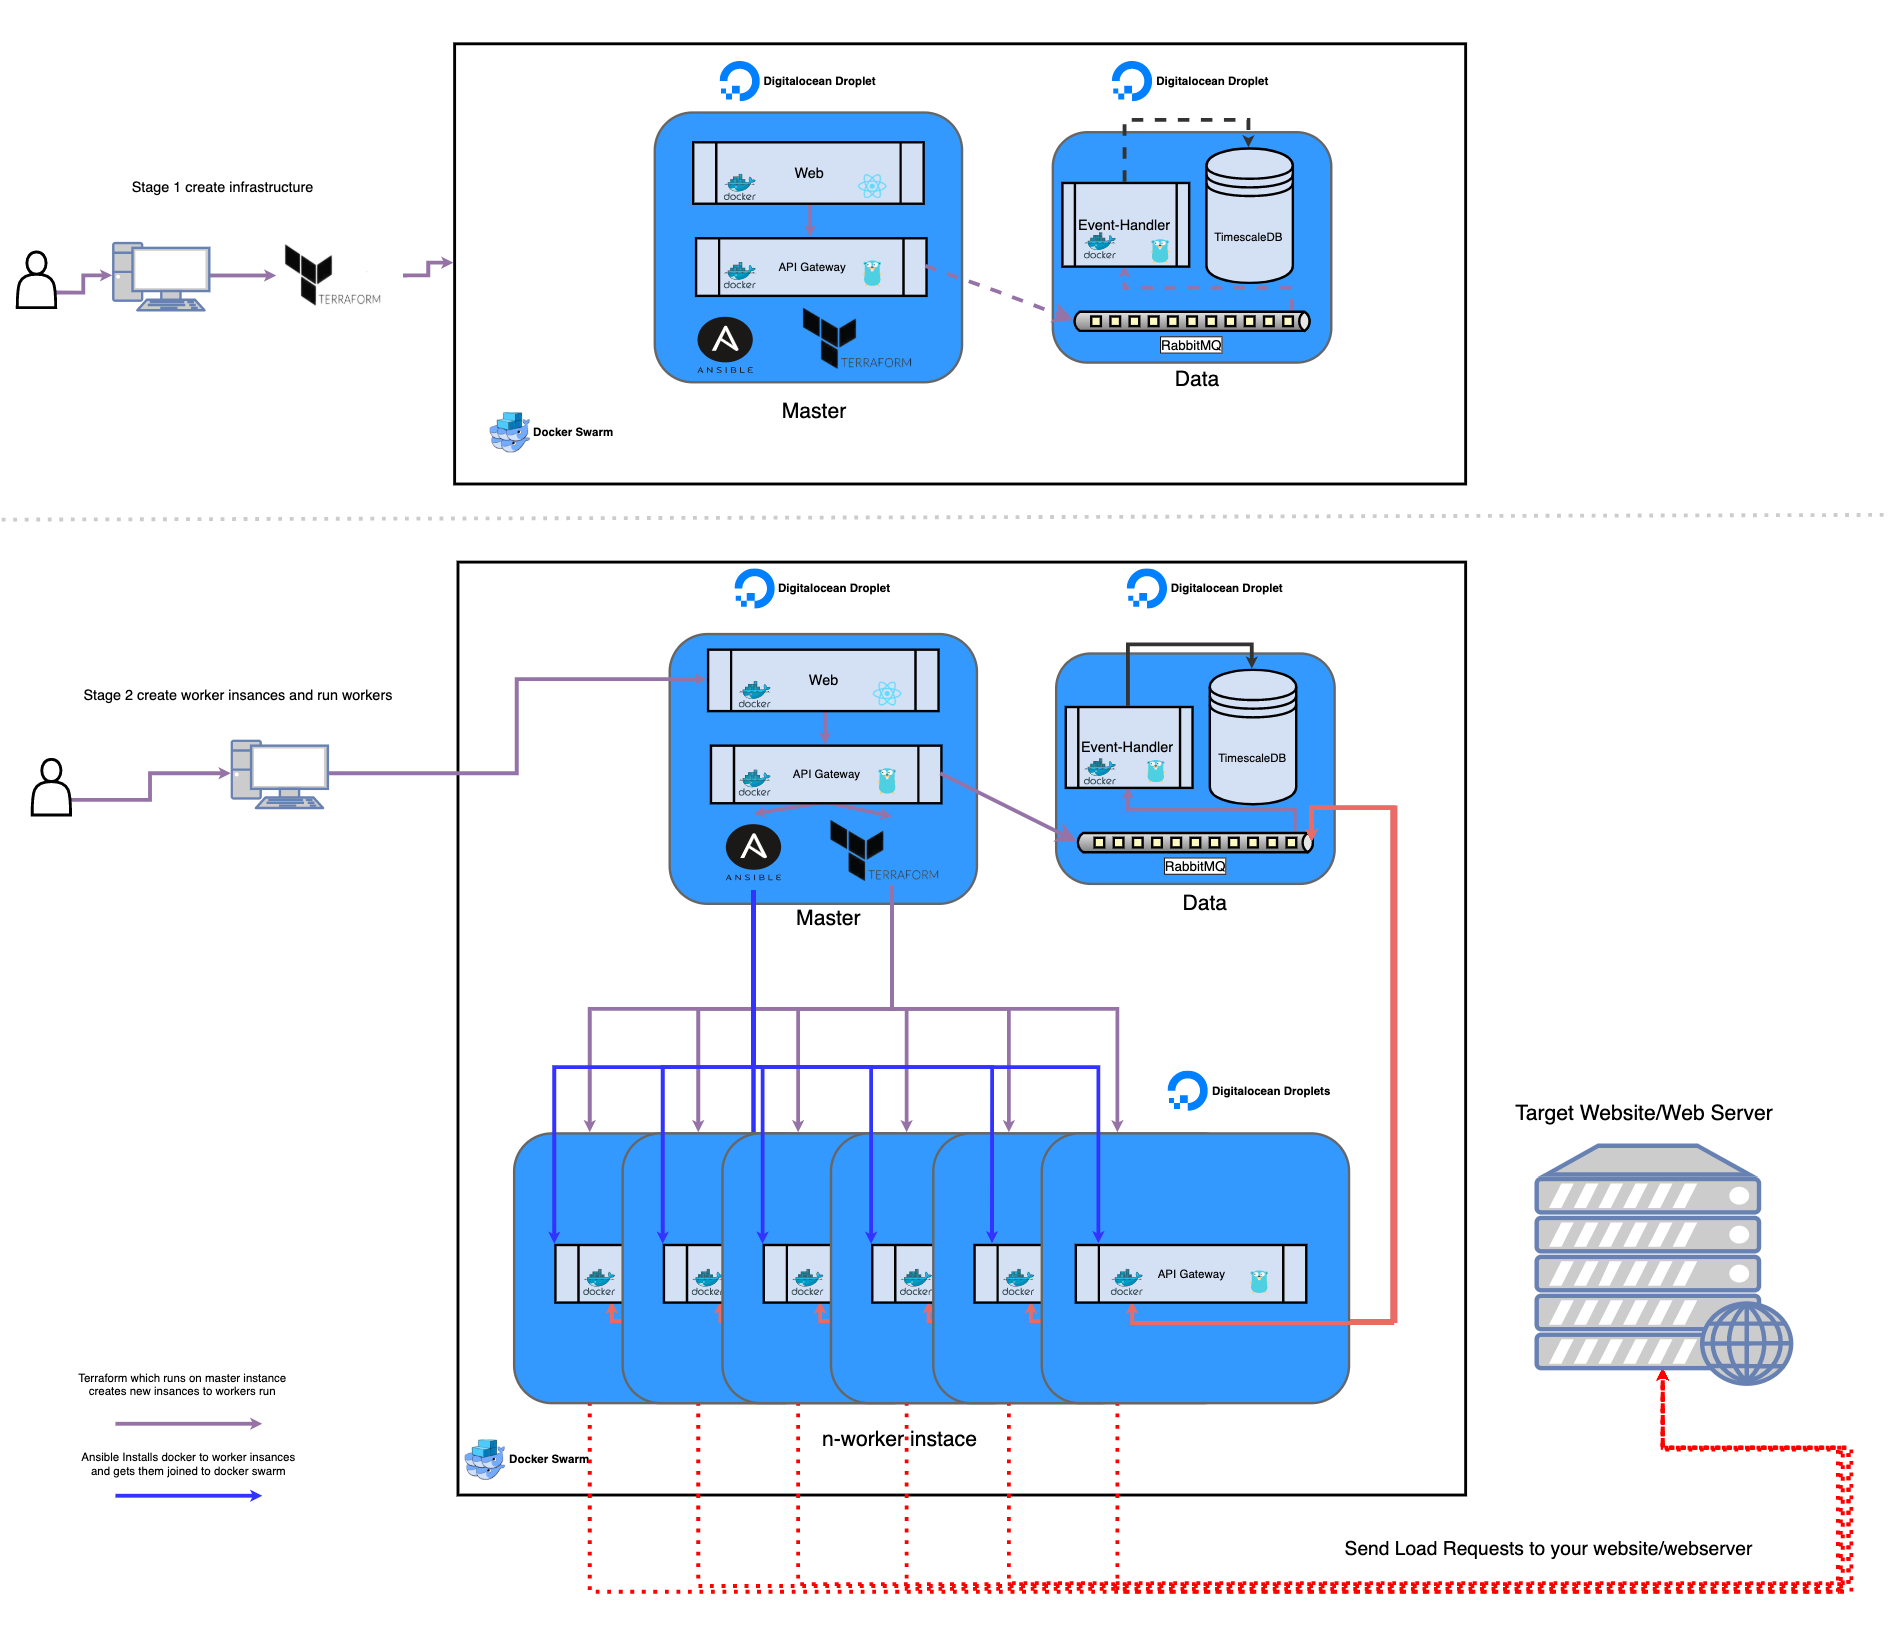 Digitalocean Droplet
Digitalocean Droplet
Stage 1 create infrastructure
Web
docker
Event-Handler
docker
TimescaleDB
API Gateway
docker
TERRAFORM
RabbitMQ
ANSIBLE
TERRAFORM
Data
Master
Docker Swarm
Digitalocean Droplet
Digitalocean Droplet
Stage 2 create worker insances and run workers
Web
docker
Event-Handler
docker
TimescaleDB
API Gateway
docker
RabbitMQ
ANSIBLE
TERRAFORM
Data
Master
Digitalocean Droplets
Target Website/Web Server
docker
docker
docker
docker
docker
docker
API Gateway
Terraform which runs on master instance
creates new insances to workers run
n-worker instace
Docker Swarm
Ansible Installs docker to worker insances
and gets them joined to docker swarm
Send Load Requests to your website/webserver